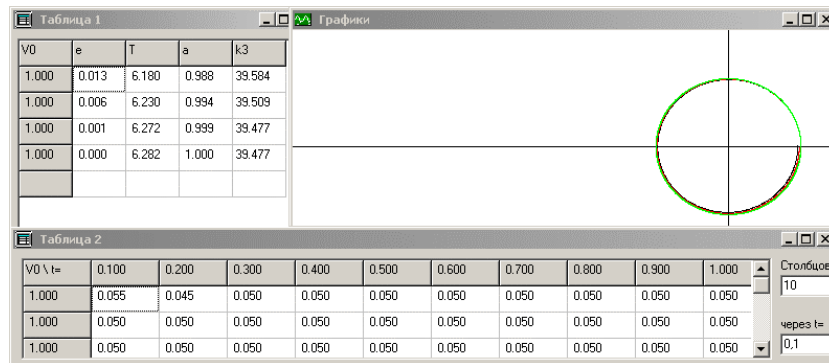 Таблица 1
V0 e T a k3
1.000 0.013 6.180 0.988 39.584
1.000 0.006 6.230 0.994 39.509
1.000 0.001 6.272 0.999 39.477
1.000 0.000 6.282 1.000 39.477
Графики
Таблица 2
V0 \ t= 0.100 0.200 0.300 0.400 0.500 0.600 0.700 0.800 0.900 1.000
1.000 0.055 0.045 0.050 0.050 0.050 0.050 0.050 0.050 0.050 0.050
1.000 0.050 0.050 0.050 0.050 0.050 0.050 0.050 0.050 0.050 0.050
1.000 0.050 0.050 0.050 0.050 0.050 0.050 0.050 0.050 0.050 0.050
Столбцов
10
через t=
0,1